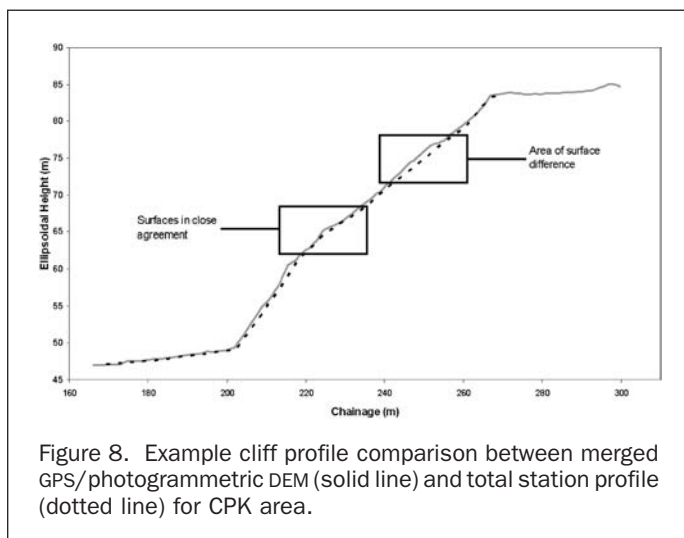 90
85
80
75
70
65
60
55
50
45
Ellipsoidal Height (m)
Surfaces in close
agreement
Area of surface
difference
160 180 200 220 240 260 280 300
Chainage (m)
Figure 8. Example cliff profile comparison between merged
GPS/photogrammetric DEM (solid line) and total station profile
(dotted line) for CPK area.